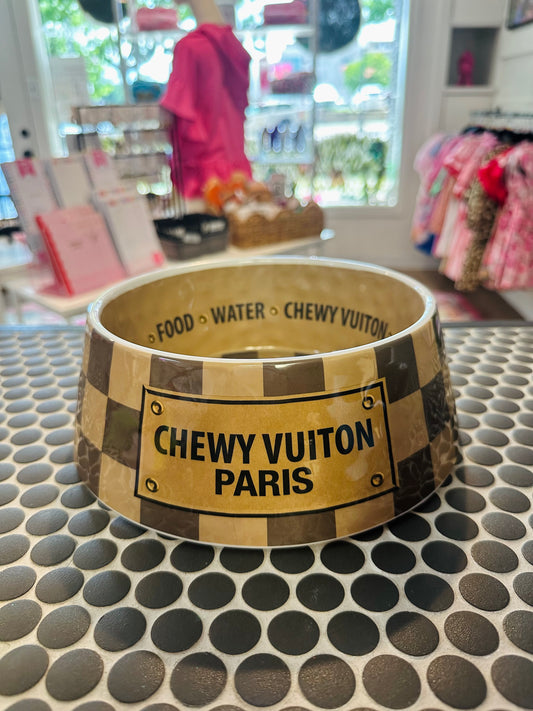 • FOOD • WATER • CHEWY VUITON •
CHEWY VUITON
PARIS